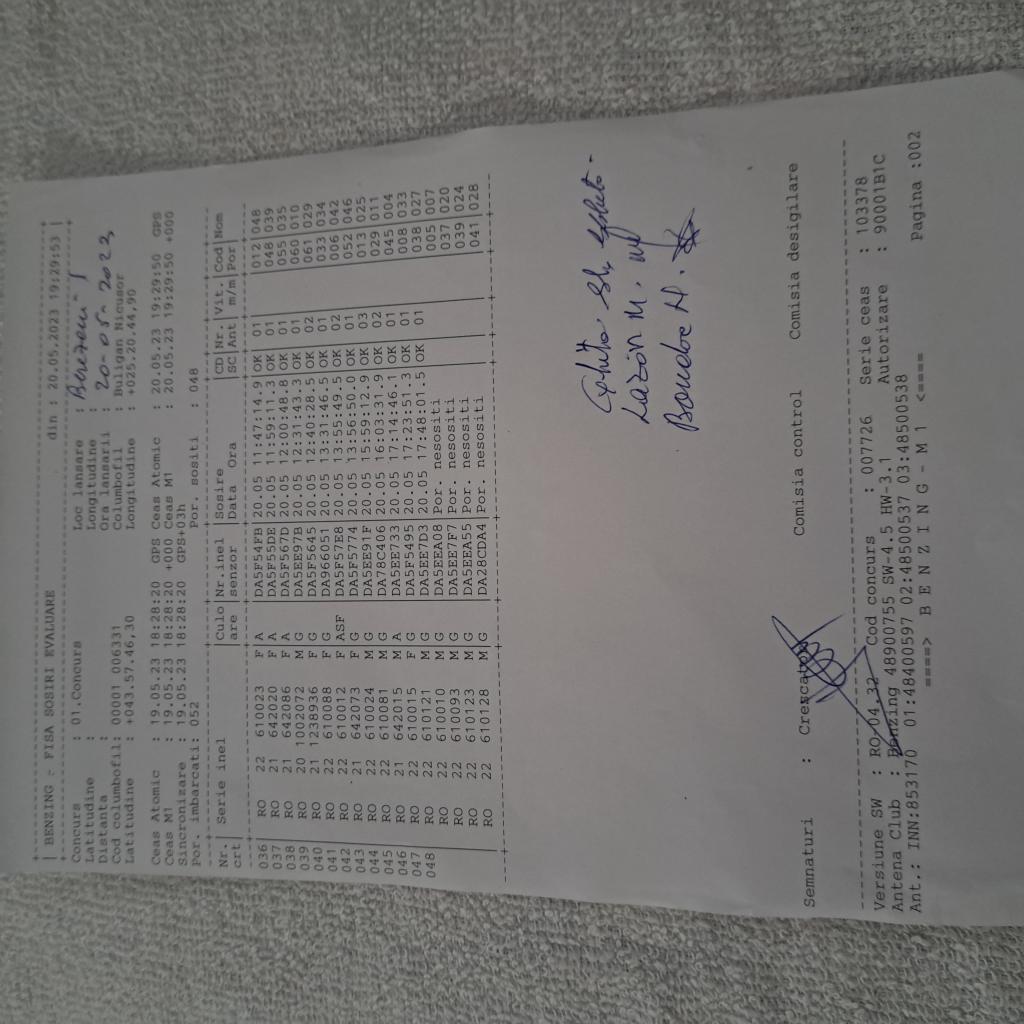 | BENZING - FISA SOSIRI EVALUARE din : 20.05.2023 19:29:53 |
Concurs : 01.Concurs Loc lansare : Berezeni 1
Latitudine : Longitudine :
Distanta : Ora lansarii : 20-05-2023
Cod columbofil: 00001 006331 Columbofil : Buligan Nicusor
Latitudine : +043.57.46,30 Longitudine : +025.20.44,90
Ceas Atomic : 19.05.23 18:28:20 GPS Ceas Atomic : 20.05.23 19:29:50 GPS
Ceas M1 : 19.05.23 18:28:20 +000 Ceas M1 : 20.05.23 19:29:50 +000
Sincronizare : 19.05.23 18:28:20 GPS+03h
Por. imbarcati: 052 Por. sositi : 048
Nr. | Serie inel | Culo | Nr.inel | Sosire | CD | Nr. | Vit. | Cod | Nom
crt | are | senzor | Data Ora | SC | Ant | m/m | Por |
036 RO 22 610023 F A DA5F54FB 20.05 11:47:14.9 OK 01 012 048
037 RO 21 642020 F A DA5F55DE 20.05 11:59:11.3 OK 01 048 039
038 RO 21 642086 F A DA5F567D 20.05 12:00:48.8 OK 01 055 035
039 RO 20 1002072 M G DA5EE97B 20.05 12:31:43.3 OK 01 060 010
040 RO 21 1238936 F G DA5F5645 20.05 12:40:28.5 OK 02 061 029
041 RO 22 610088 F G DA966051 20.05 13:31:46.5 OK 01 033 034
042 RO 22 610012 F ASF DA5F57E8 20.05 13:55:49.5 OK 02 006 042
043 RO 21 642073 F G DA5F5774 20.05 13:56:50.0 OK 01 052 046
044 RO 22 610024 M G DA5EE91F 20.05 15:59:12.9 OK 03 013 025
045 RO 22 610081 M G DA78C406 20.05 16:03:31.9 OK 02 029 011
046 RO 21 642015 M A DA5EE733 20.05 17:14:46.1 OK 01 045 004
047 RO 22 610015 F G DA5F5495 20.05 17:23:51.3 OK 01 008 033
048 RO 22 610121 M G DA5EE7D3 20.05 17:48:01.5 OK 01 038 027
RO 22 610010 M G DA5EEA08 Por. nesositi 005 007
RO 22 610093 M G DA5EE7F7 Por. nesositi 037 020
RO 22 610123 M G DA5EEA55 Por. nesositi 039 024
RO 22 610128 M G DA28CDA4 Por. nesositi 041 028
Lazăr M.
H.
Semnaturi : Crescator Comisia control Comisia desigilare
Versiune SW : RO-04.32 Cod concurs : 007726 Serie ceas : 103378
Antena Club : Benzing 48900755 SW-4.5 HW-3.1 Autorizare : 90001B1C
Ant.: INN:853170 01:48400597 02:48500537 03:48500538
====> B E N Z I N G - M 1 <==== Pagina :002